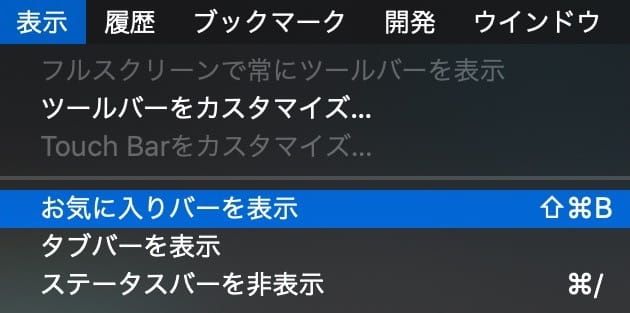 表示 履歴 ブックマーク 開発 ウインドウ
フルスクリーンで常にツールバーを表示
ツールバーをカスタマイズ...
Touch Barをカスタマイズ...
お気に入りバーを表示 ⇧⌘B
タブバーを表示
ステータスバーを非表示 ⌘/